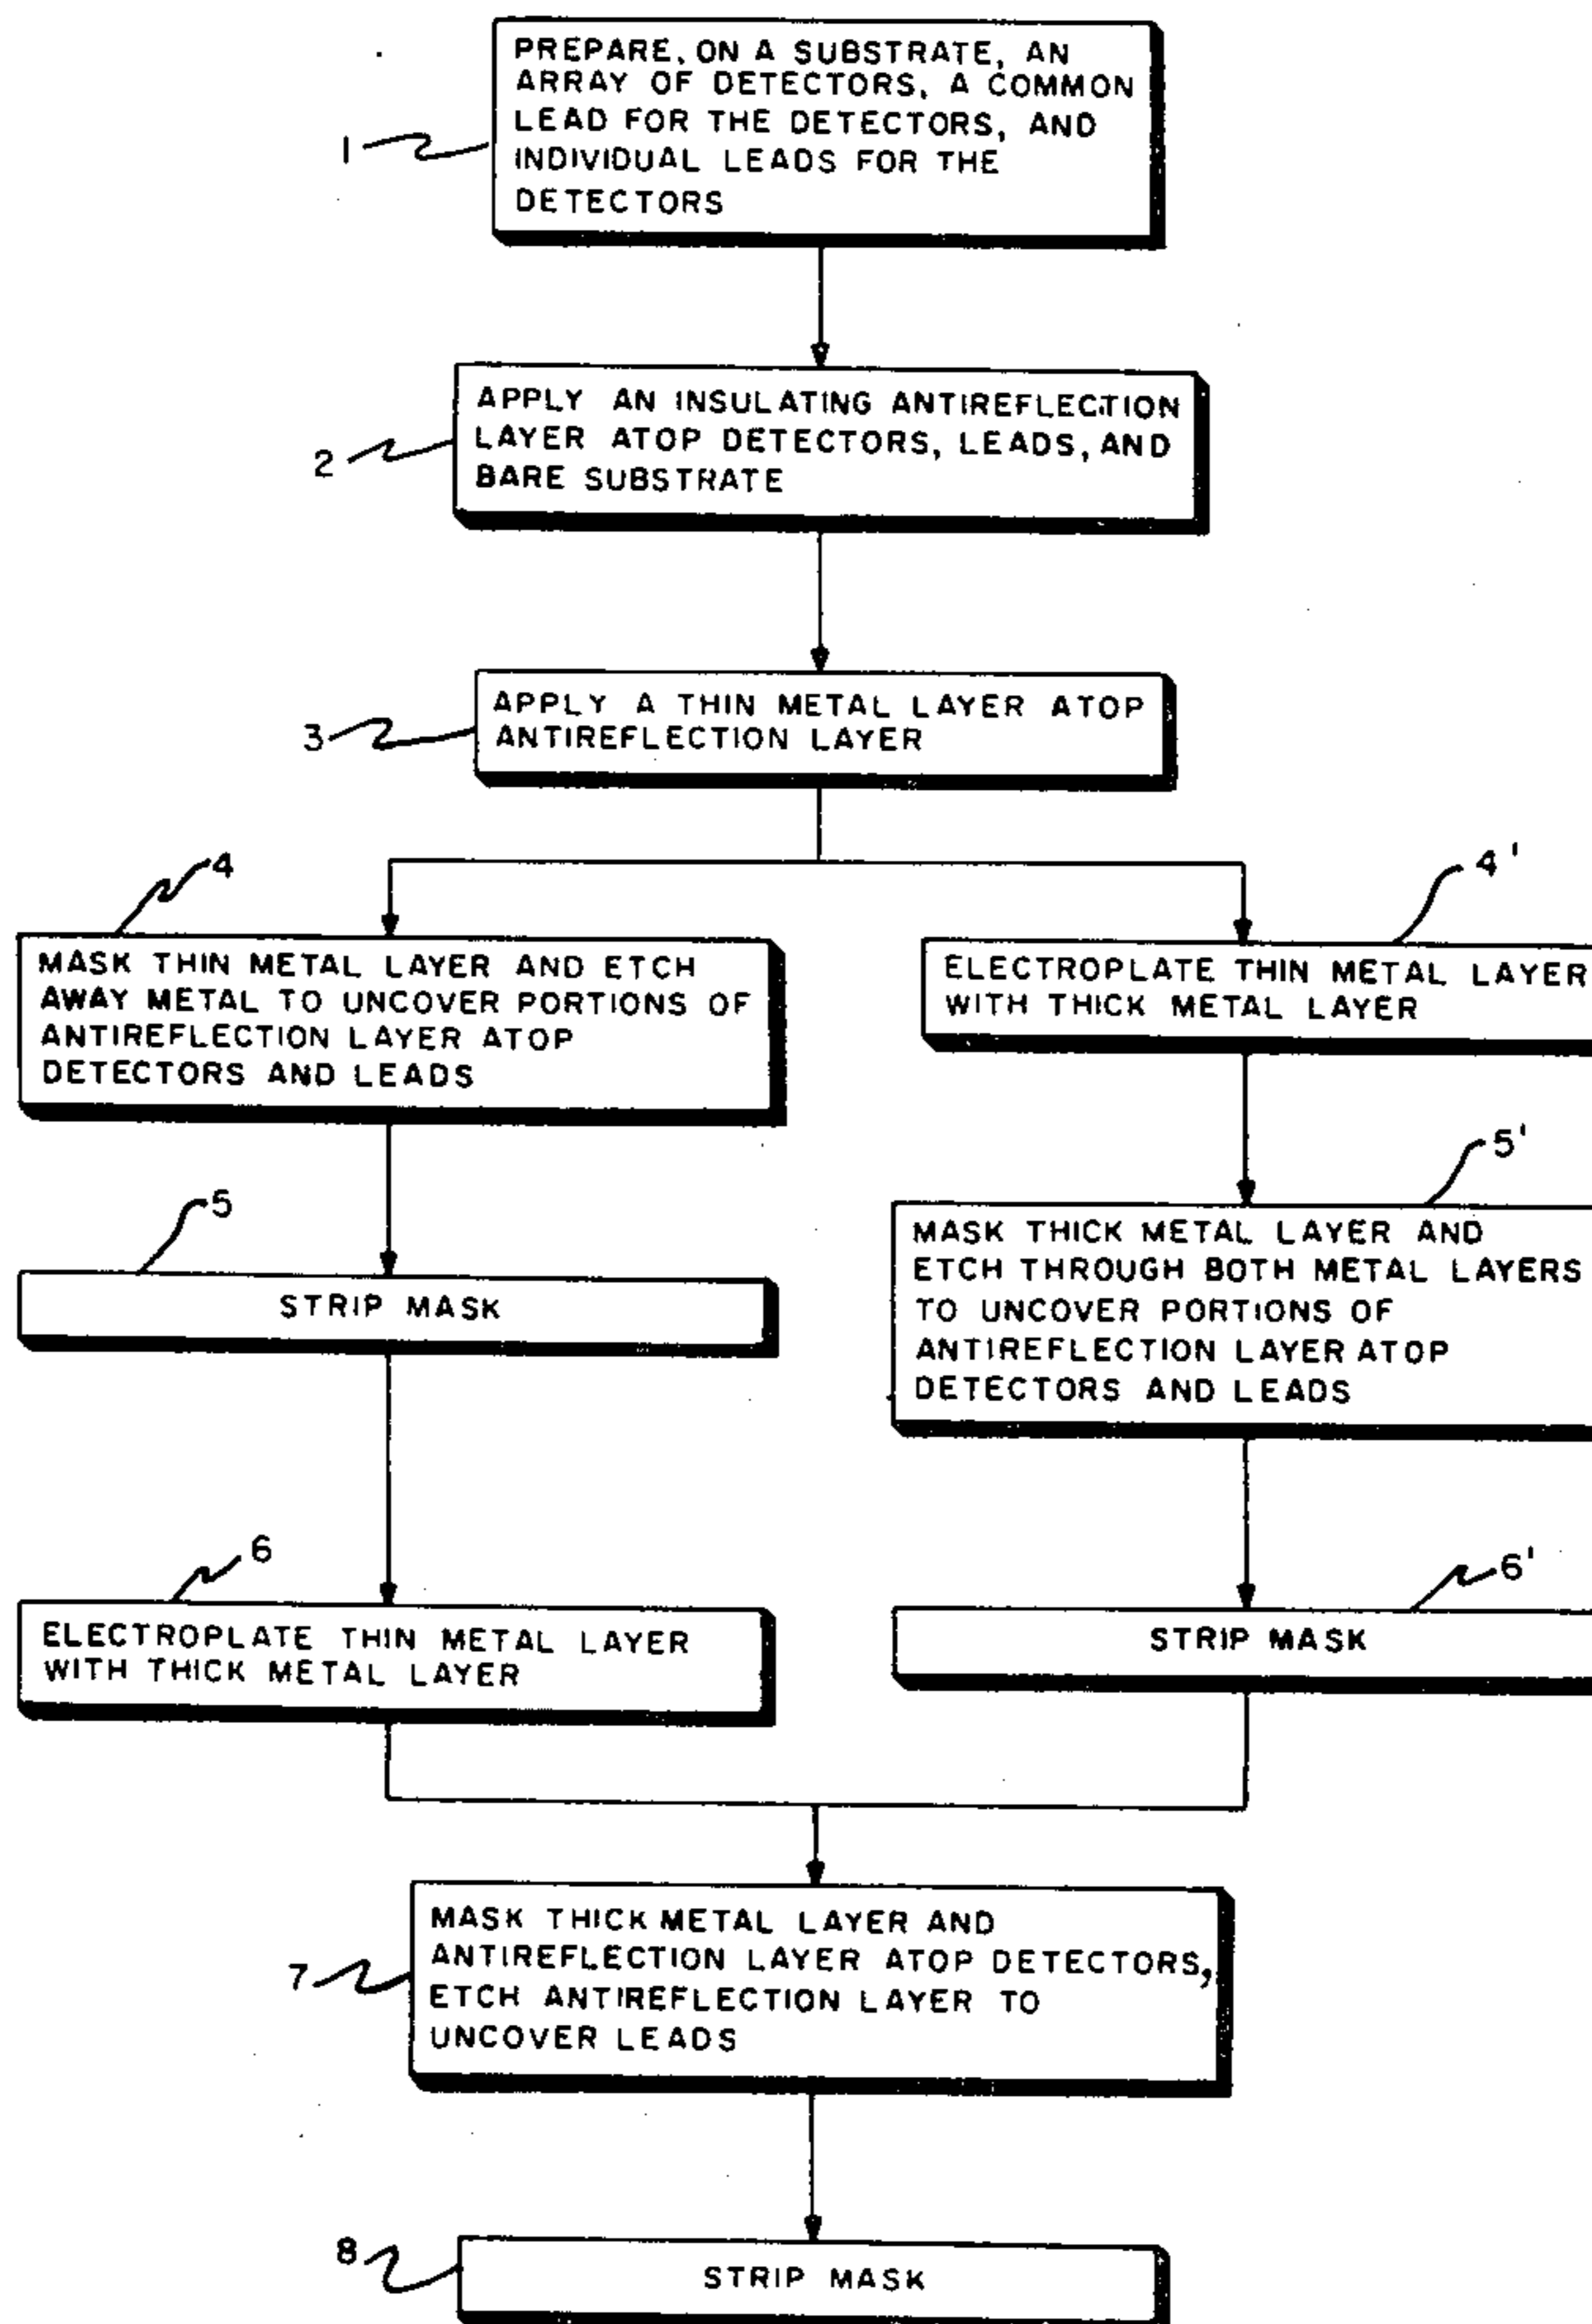 PREPARE, ON A SUBSTRATE, AN
ARRAY OF DETECTORS, A COMMON
LEAD FOR THE DETECTORS, AND
INDIVIDUAL LEADS FOR THE
DETECTORS
1
APPLY AN INSULATING ANTIREFLECTION
LAYER ATOP DETECTORS, LEADS, AND
BARE SUBSTRATE
2
APPLY A THIN METAL LAYER ATOP
ANTIREFLECTION LAYER
3
4
MASK THIN METAL LAYER AND ETCH
AWAY METAL TO UNCOVER PORTIONS OF
ANTIREFLECTION LAYER ATOP
DETECTORS AND LEADS
4'
ELECTROPLATE THIN METAL LAYER
WITH THICK METAL LAYER
5
STRIP MASK
5'
MASK THICK METAL LAYER AND
ETCH THROUGH BOTH METAL LAYERS
TO UNCOVER PORTIONS OF
ANTIREFLECTION LAYER ATOP
DETECTORS AND LEADS
6
ELECTROPLATE THIN METAL LAYER
WITH THICK METAL LAYER
6'
STRIP MASK
7
MASK THICK METAL LAYER AND
ANTIREFLECTION LAYER ATOP DETECTORS,
ETCH ANTIREFLECTION LAYER TO
UNCOVER LEADS
8
STRIP MASK